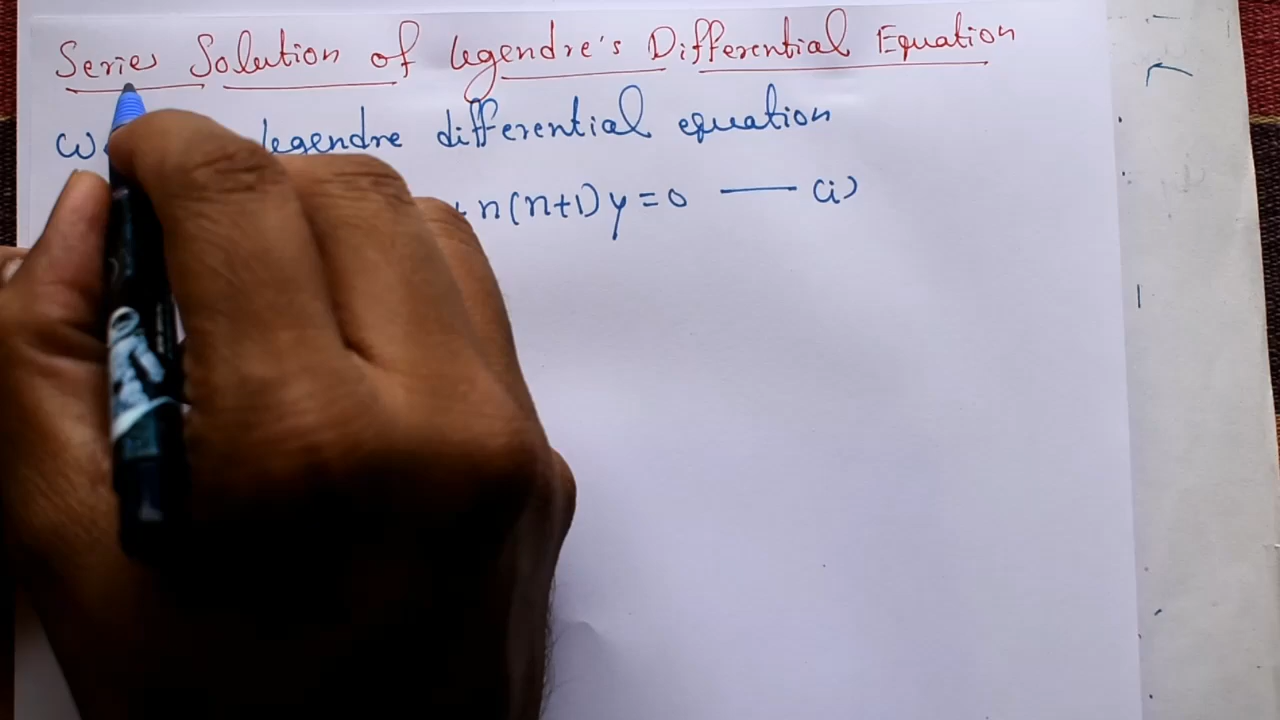 Series Solution of Legendre's Differential Equation
legendre differential equation
+ n(n+1)y = 0 —— (i)